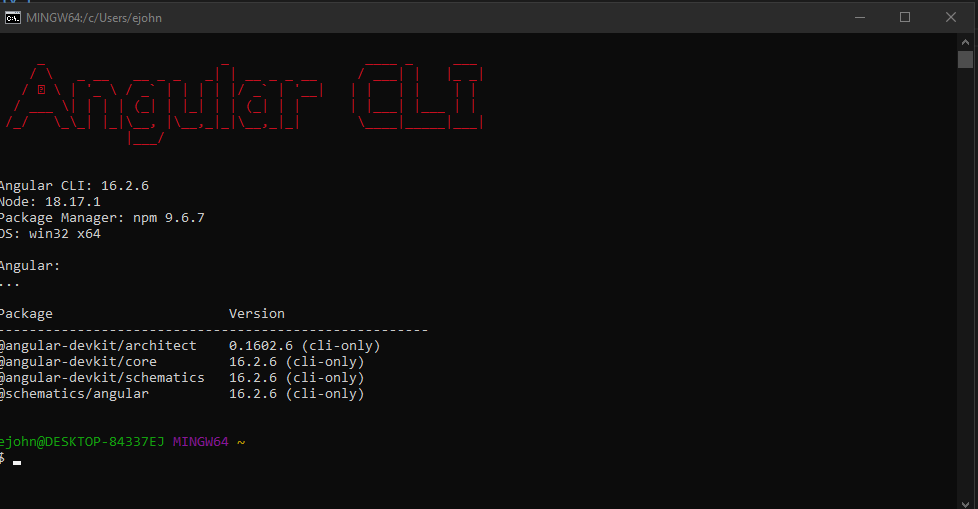 MINGW64:/c/Users/ejohn
Angular CLI
Angular CLI: 16.2.6
Node: 18.17.1
Package Manager: npm 9.6.7
OS: win32 x64
Angular:
...
Package Version
------------------------------------------------------
@angular-devkit/architect 0.1602.6 (cli-only)
@angular-devkit/core 16.2.6 (cli-only)
@angular-devkit/schematics 16.2.6 (cli-only)
@schematics/angular 16.2.6 (cli-only)
ejohn@DESKTOP-84337EJ MINGW64 ~
$